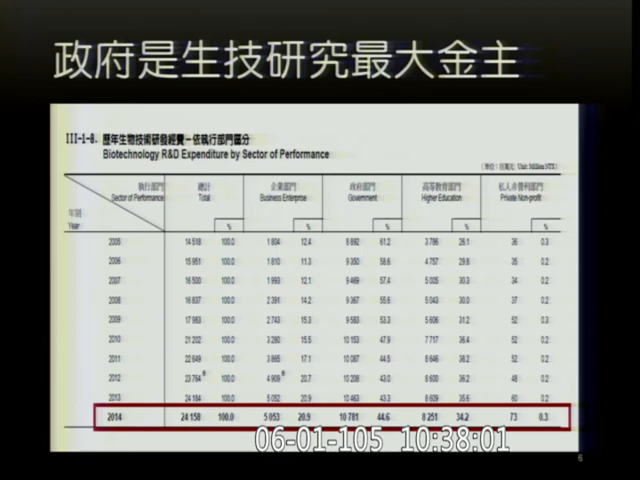 政府是生技研究最大金主
III-1-8. 歷年生物技術研發經費－依執行部門區分
Biotechnology R&D Expenditure by Sector of Performance
(單位：百萬元; Unit: Million NT$)
執行部門 總計 企業部門 政府部門 高等教育部門 私人非營利部門
Sector of Performance Total Business Enterprise Government Higher Education Private Non-profit
年別
Year % % % % %
2005 14 518 100.0 1 804 12.4 8 892 61.2 3 786 26.1 36 0.3
2006 15 951 100.0 1 810 11.3 9 350 58.6 4 757 29.8 35 0.2
2007 16 500 100.0 1 993 12.1 9 469 57.4 5 005 30.3 34 0.2
2008 16 837 100.0 2 391 14.2 9 367 55.6 5 043 30.0 37 0.2
2009 17 983 100.0 2 743 15.3 9 583 53.3 5 606 31.2 52 0.3
2010 21 202 100.0 3 280 15.5 10 153 47.9 7 717 36.4 52 0.2
2011 22 649 100.0 3 865 17.1 10 087 44.5 8 646 38.2 52 0.2
2012 23 764 ® 100.0 4 909 ® 20.7 10 208 43.0 8 600 36.2 48 0.2
2013 24 184 100.0 5 052 20.9 10 463 43.3 8 609 35.6 60 0.2
2014 24 158 100.0 5 053 20.9 10 781 44.6 8 251 34.2 73 0.3
06-01-105 10:38:01
6